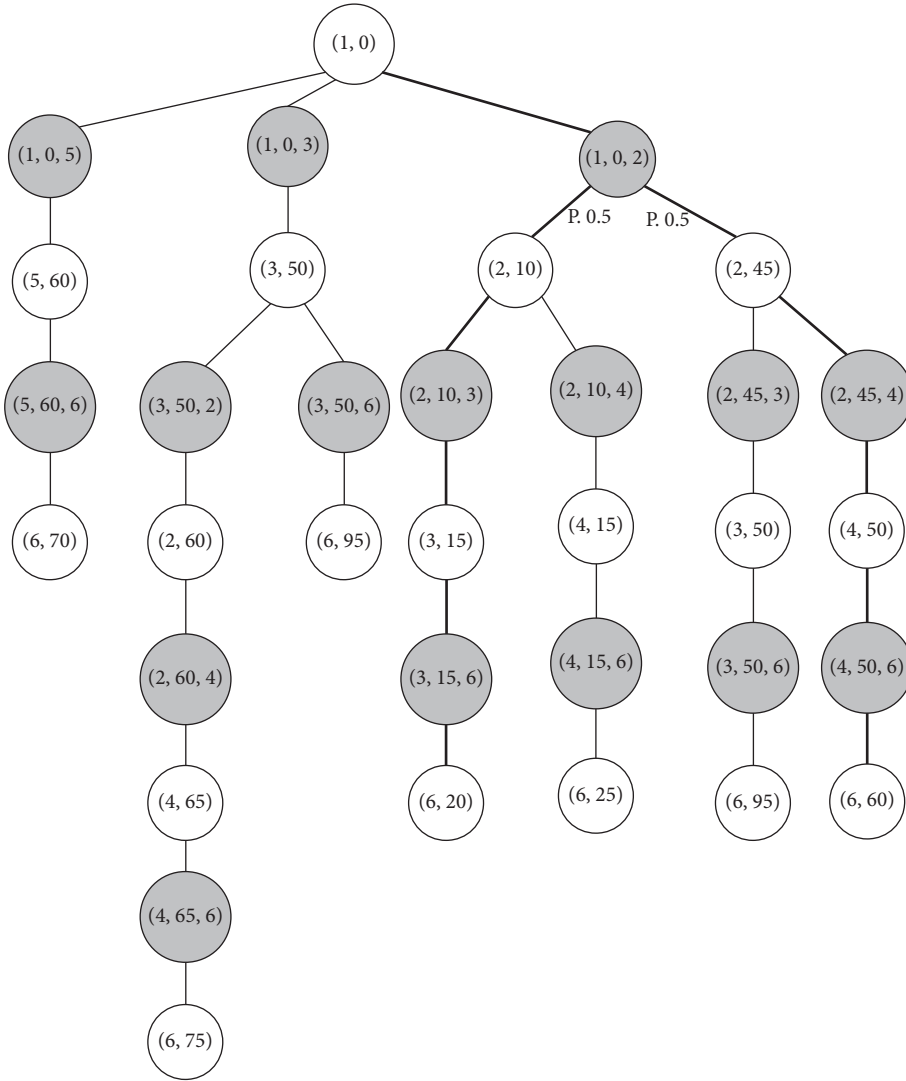 (1, 0)
(1, 0, 5)
(1, 0, 3)
(1, 0, 2)
P. 0.5
P. 0.5
(5, 60)
(3, 50)
(2, 10)
(2, 45)
(5, 60, 6)
(3, 50, 2)
(3, 50, 6)
(2, 10, 3)
(2, 10, 4)
(2, 45, 3)
(2, 45, 4)
(6, 70)
(2, 60)
(6, 95)
(3, 15)
(4, 15)
(3, 50)
(4, 50)
(2, 60, 4)
(3, 15, 6)
(4, 15, 6)
(3, 50, 6)
(4, 50, 6)
(4, 65)
(6, 20)
(6, 25)
(6, 95)
(6, 60)
(4, 65, 6)
(6, 75)